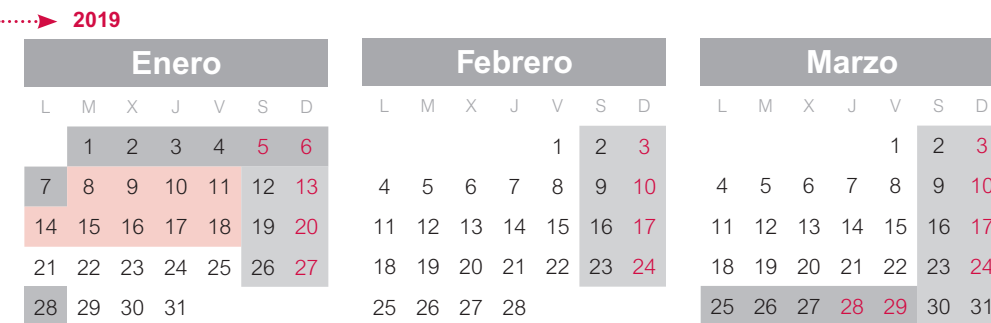 2019
Enero Febrero Marzo
L M X J V S D L M X J V S D L M X J V S D
1 2 3 4 5 6 1 2 3 1 2 3
7 8 9 10 11 12 13 4 5 6 7 8 9 10 4 5 6 7 8 9 10
14 15 16 17 18 19 20 11 12 13 14 15 16 17 11 12 13 14 15 16 17
21 22 23 24 25 26 27 18 19 20 21 22 23 24 18 19 20 21 22 23 24
28 29 30 31 25 26 27 28 25 26 27 28 29 30 31